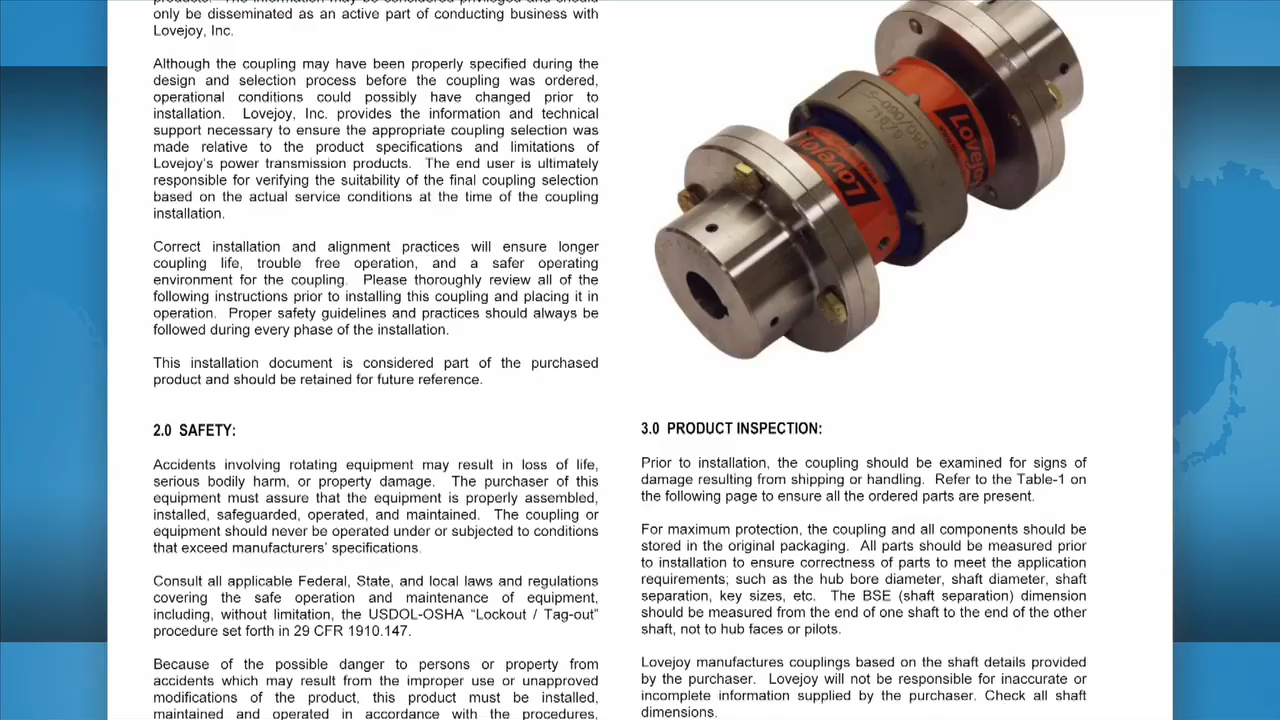 products. The information may be considered privileged and should
only be disseminated as an active part of conducting business with
Lovejoy, Inc.
Although the coupling may have been properly specified during the
design and selection process before the coupling was ordered,
operational conditions could possibly have changed prior to
installation. Lovejoy, Inc. provides the information and technical
support necessary to ensure the appropriate coupling selection was
made relative to the product specifications and limitations of
Lovejoy's power transmission products. The end user is ultimately
responsible for verifying the suitability of the final coupling selection
based on the actual service conditions at the time of the coupling
installation.
Correct installation and alignment practices will ensure longer
coupling life, trouble free operation, and a safer operating
environment for the coupling. Please thoroughly review all of the
following instructions prior to installing this coupling and placing it in
operation. Proper safety guidelines and practices should always be
followed during every phase of the installation.
This installation document is considered part of the purchased
product and should be retained for future reference.
2.0 SAFETY:
Accidents involving rotating equipment may result in loss of life,
serious bodily harm, or property damage. The purchaser of this
equipment must assure that the equipment is properly assembled,
installed, safeguarded, operated, and maintained. The coupling or
equipment should never be operated under or subjected to conditions
that exceed manufacturers' specifications.
Consult all applicable Federal, State, and local laws and regulations
covering the safe operation and maintenance of equipment,
including, without limitation, the USDOL-OSHA “Lockout / Tag-out”
procedure set forth in 29 CFR 1910.147.
Because of the possible danger to persons or property from
accidents which may result from the improper use or unapproved
modifications of the product, this product must be installed,
maintained and operated in accordance with the procedures,
Lovejoy
Lovejoy
3.0 PRODUCT INSPECTION:
Prior to installation, the coupling should be examined for signs of
damage resulting from shipping or handling. Refer to the Table-1 on
the following page to ensure all the ordered parts are present.
For maximum protection, the coupling and all components should be
stored in the original packaging. All parts should be measured prior
to installation to ensure correctness of parts to meet the application
requirements; such as the hub bore diameter, shaft diameter, shaft
separation, key sizes, etc. The BSE (shaft separation) dimension
should be measured from the end of one shaft to the end of the other
shaft, not to hub faces or pilots.
Lovejoy manufactures couplings based on the shaft details provided
by the purchaser. Lovejoy will not be responsible for inaccurate or
incomplete information supplied by the purchaser. Check all shaft
dimensions.